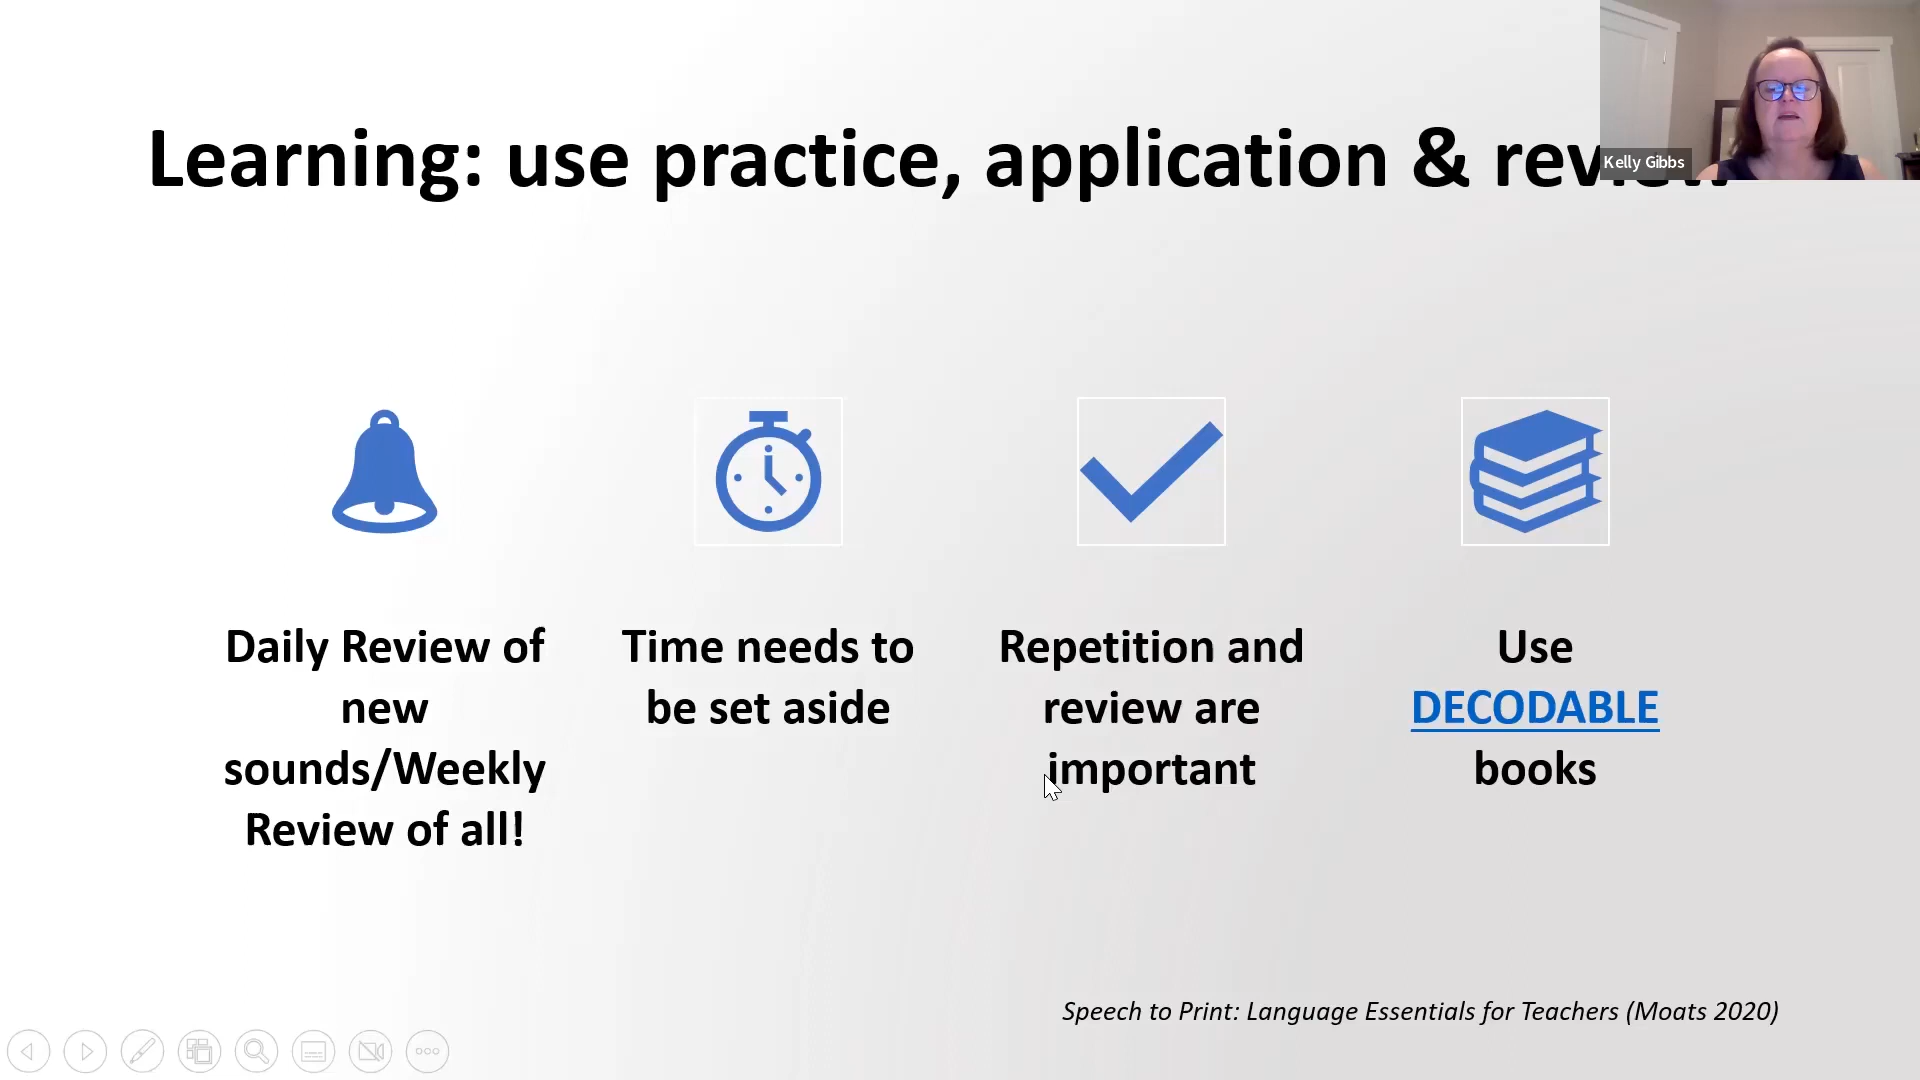 Learning: use practice, application & review
Kelly Gibbs
Daily Review of
new
sounds/Weekly
Review of all!
Time needs to
be set aside
Repetition and
review are
important
Use
DECODABLE
books
Speech to Print: Language Essentials for Teachers (Moats 2020)